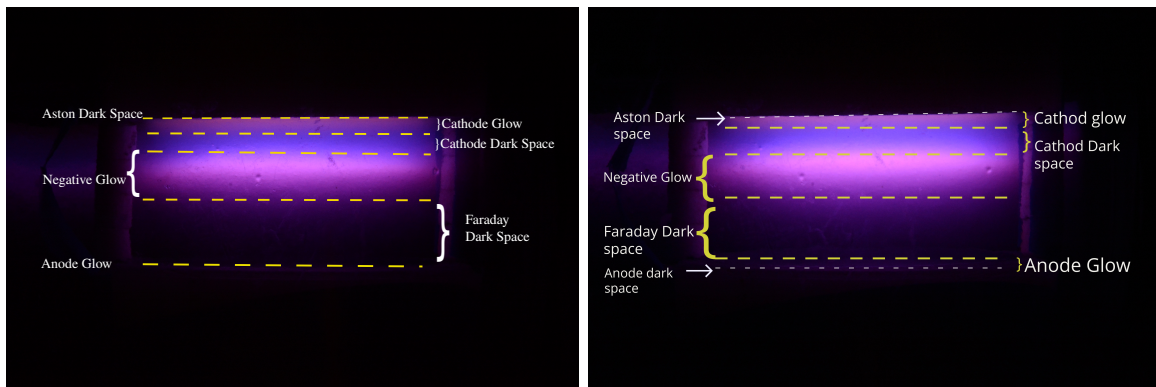 Aston Dark Space
}Cathode Glow
}Cathode Dark Space
Negative Glow
Faraday
Dark Space
Anode Glow
Aston Dark
space
Cathod glow
Cathod Dark
space
Negative Glow
Faraday Dark
space
Anode dark
space
Anode Glow